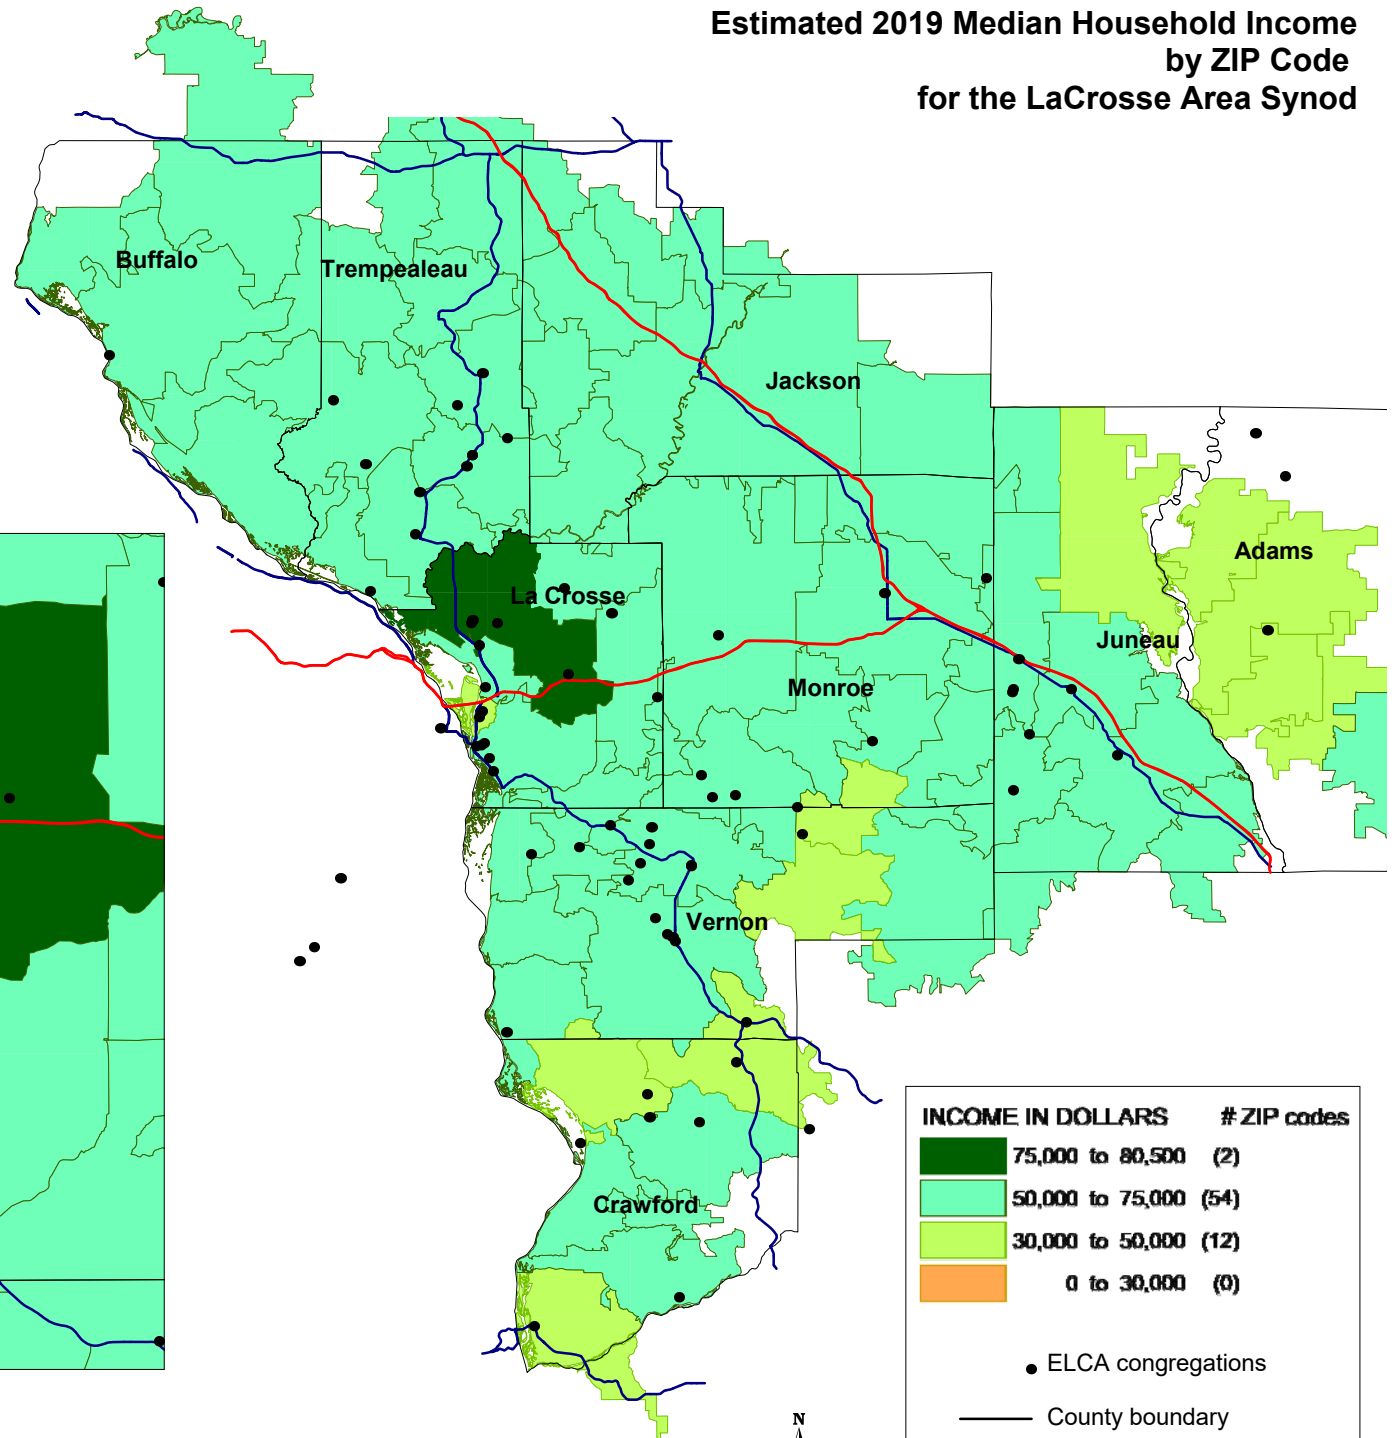 Estimated 2019 Median Household Income
by ZIP Code
for the LaCrosse Area Synod
Buffalo
Trempealeau
Jackson
Adams
La Crosse
Juneau
Monroe
Vernon
Crawford
INCOME IN DOLLARS # ZIP codes
75,000 to 80,500 (2)
50,000 to 75,000 (54)
30,000 to 50,000 (12)
0 to 30,000 (0)
ELCA congregations
County boundary
N